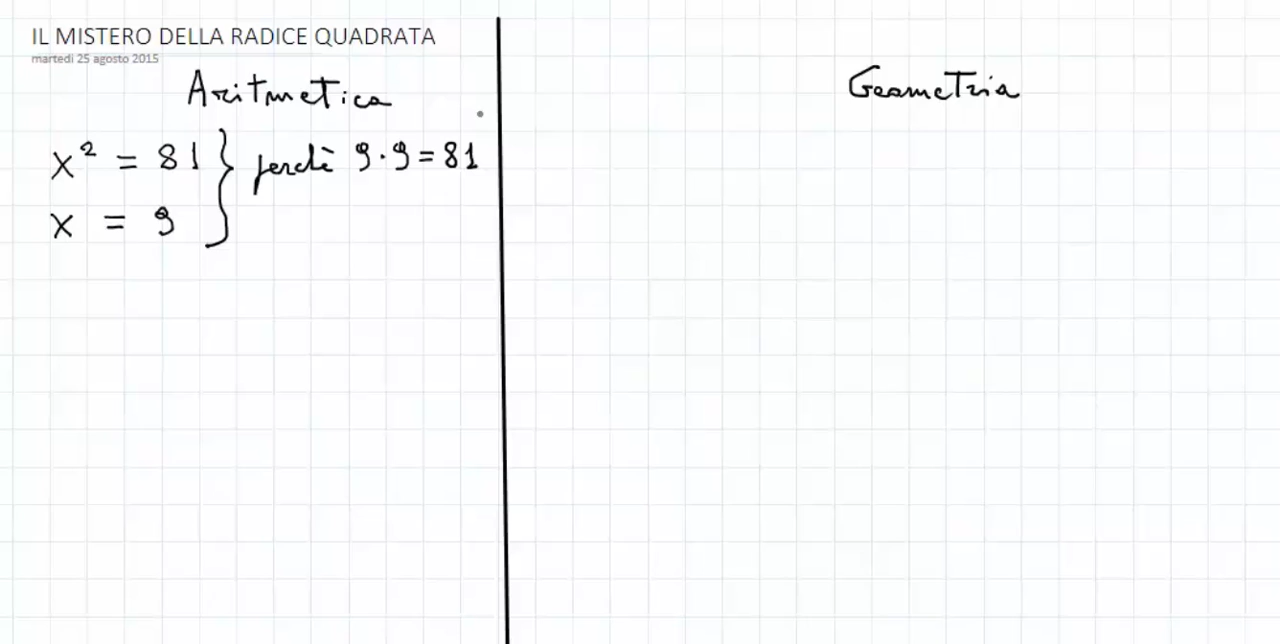 IL MISTERO DELLA RADICE QUADRATA
martedì 25 agosto 2015
Aritmetica
x² = 81 } perchè 9·9=81
x = 9
Geometria